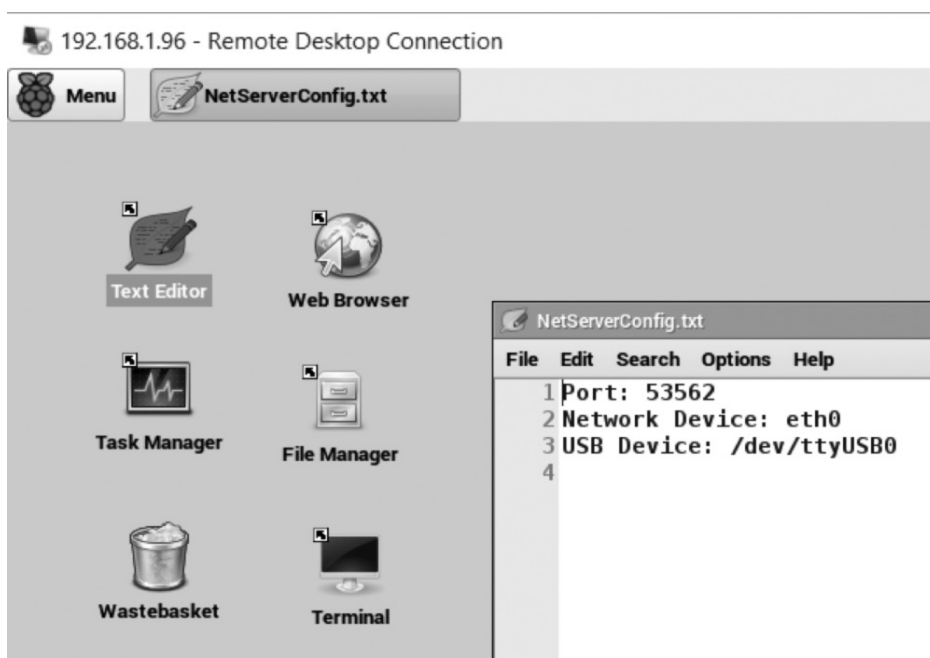 192.168.1.96 - Remote Desktop Connection
Menu
NetServerConfig.txt
Text Editor
Web Browser
Task Manager
File Manager
Wastebasket
Terminal
NetServerConfig.txt
File Edit Search Options Help
1 Port: 53562
2 Network Device: eth0
3 USB Device: /dev/ttyUSB0
4